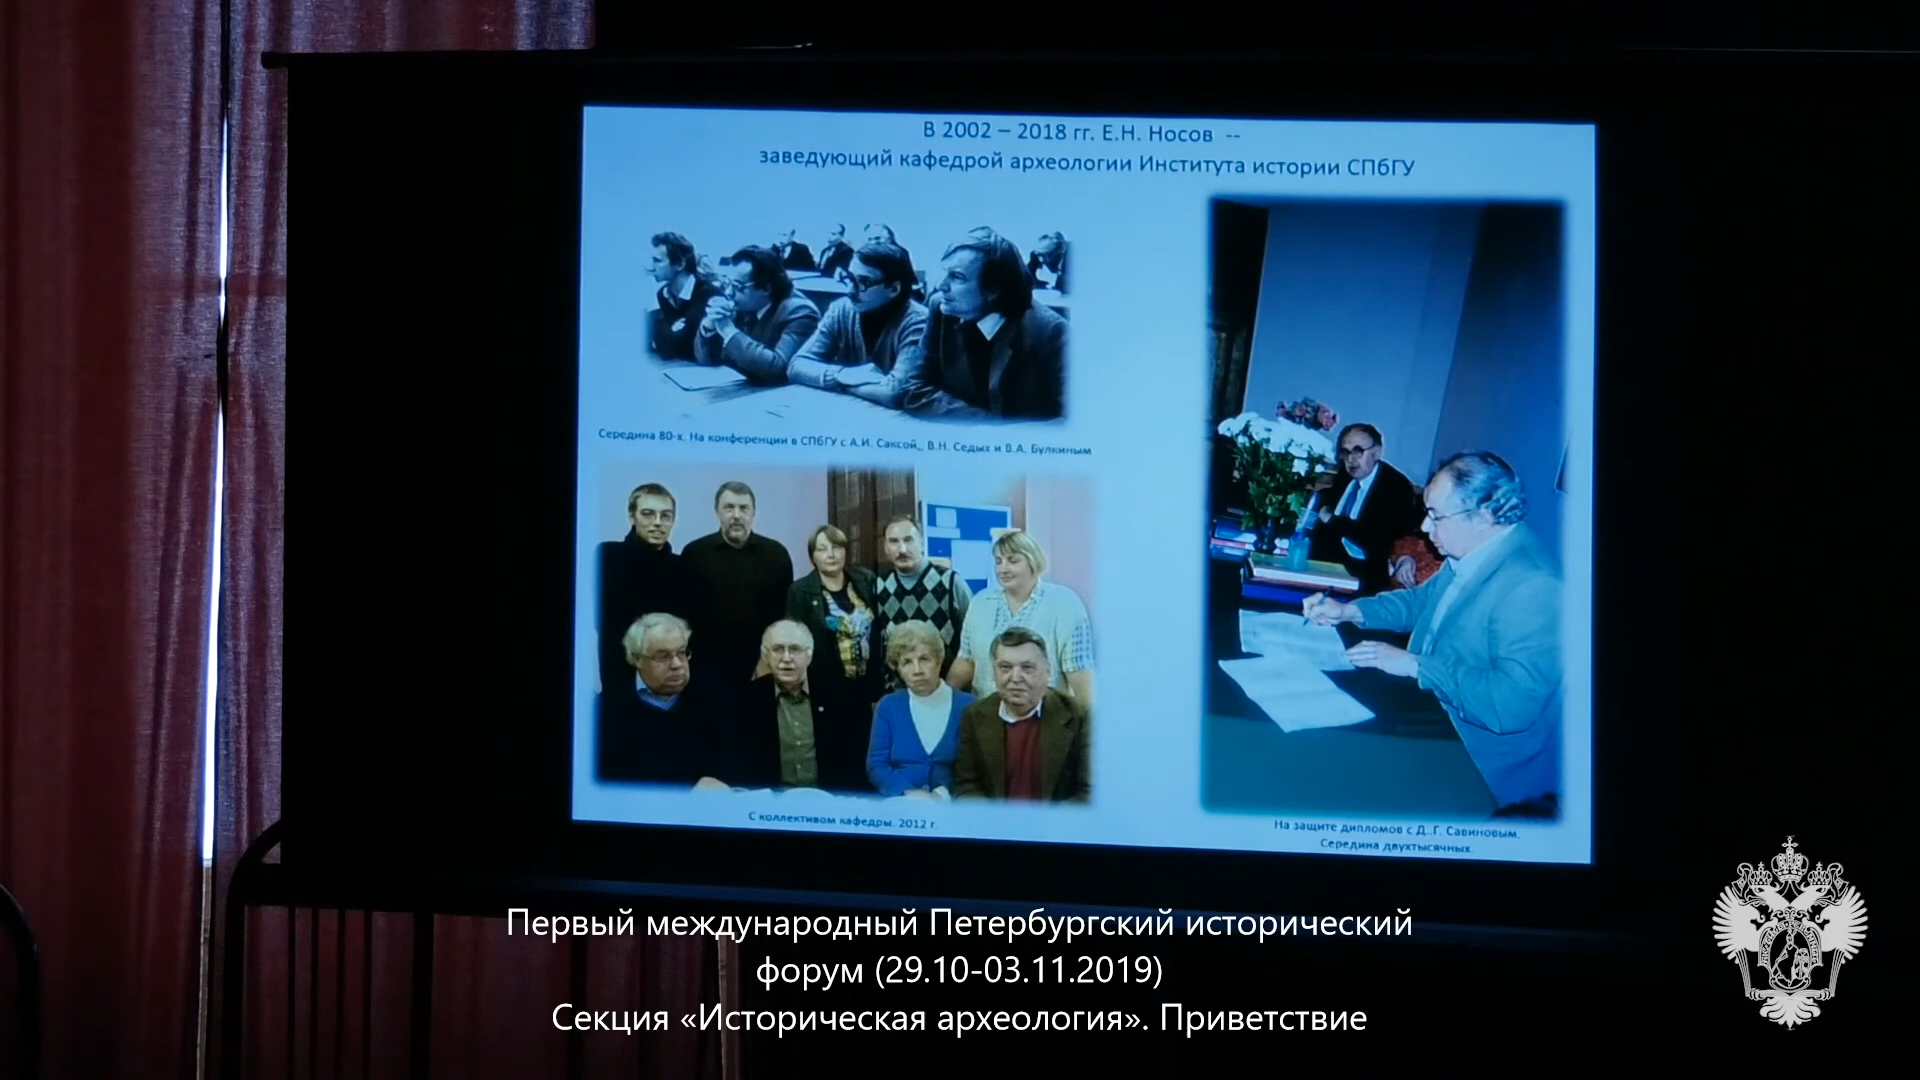 В 2002 – 2018 гг. Е.Н. Носов --
заведующий кафедрой археологии Института истории СПбГУ
Середина 80-х. На конференции в СПбГУ с А.И. Саксой,, В.Н. Седых и В.А. Булкиным
С коллективом кафедры. 2012 г.
На защите дипломов с Д.Г. Савиновым.
Середина двухтысячных.
Первый международный Петербургский исторический
форум (29.10-03.11.2019)
Секция «Историческая археология». Приветствие